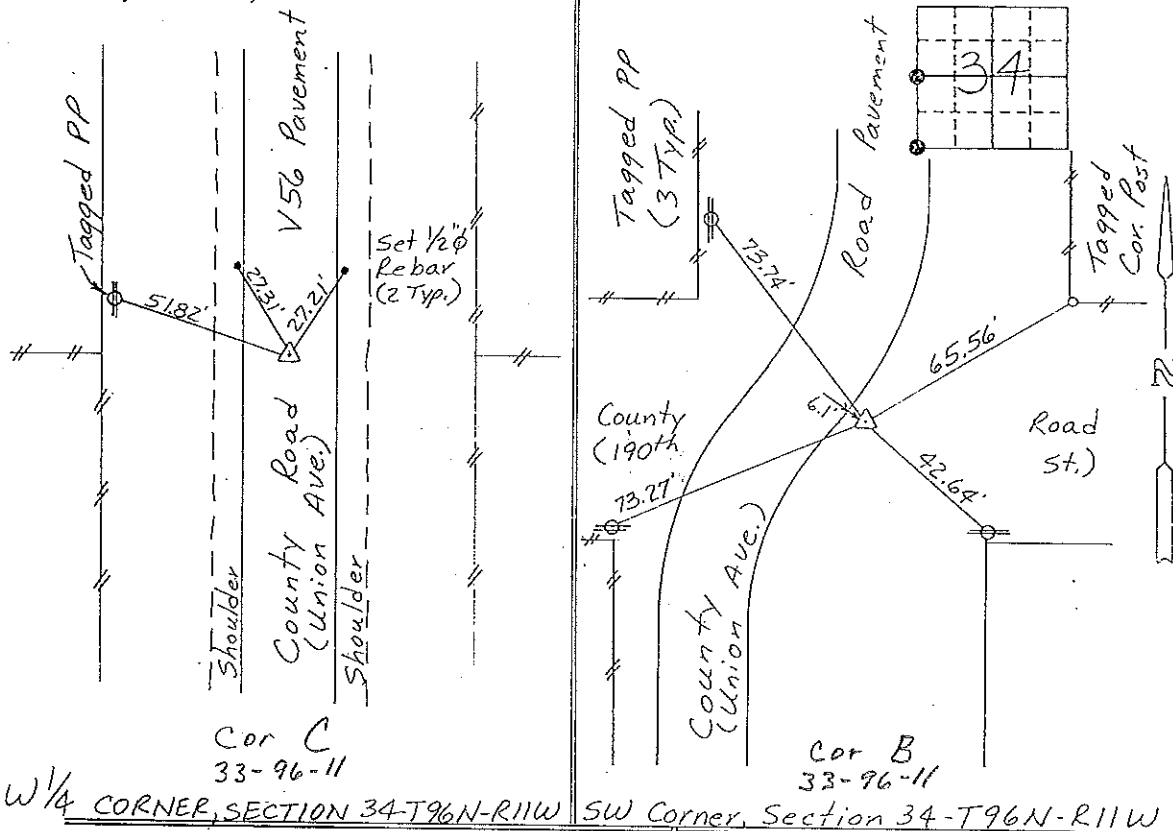 Tagged PP
V56 Pavement
51.82'
27.31'
27.21'
Set 1/2"ϕ
Rebar
(2 Typ.)
Shoulder
County Road
(Union Ave.)
Shoulder
Cor C
33-96-11
W 1/4 CORNER, SECTION 34-T96N-R11W
Tagged PP
(3 Typ.)
Road Pavement
34
Tagged
Cor. Post
73.74'
65.56'
N
6.1'
County
(190th
Road
St.)
73.27'
42.64'
County
(Union Ave.)
Cor B
33-96-11
SW Corner, Section 34-T96N-R11W